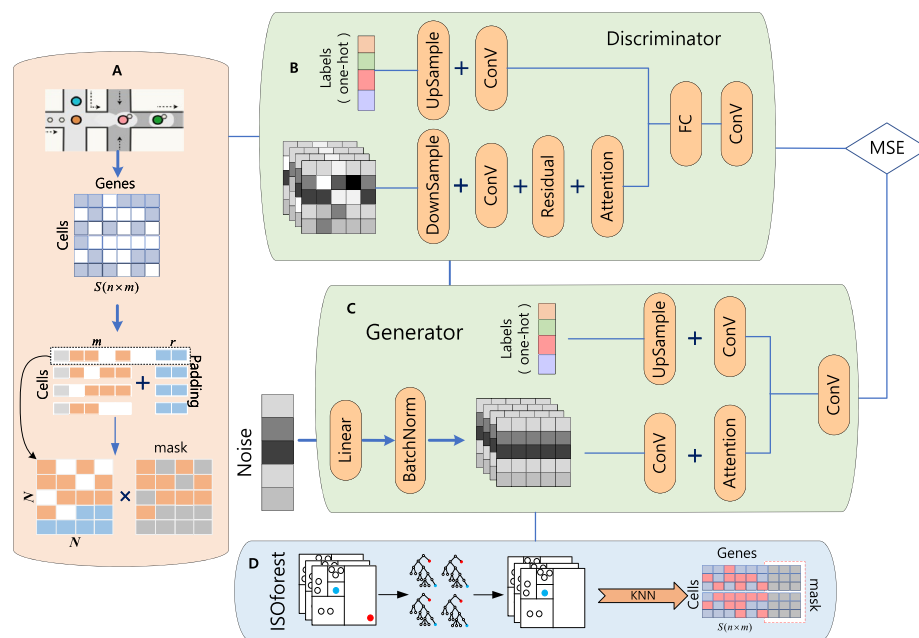 A
Genes
Cells
S(n×m)
m
r
Cells
+
Padding
mask
N
×
N
B
Discriminator
Labels
( one-hot )
UpSample
+
ConV
DownSample
+
ConV
+
Residual
+
Attention
FC
ConV
MSE
C
Generator
Labels
( one-hot )
UpSample
+
ConV
Noise
Linear
BatchNorm
ConV
+
Attention
ConV
D
ISOforest
KNN
Genes
Cells
mask
S(n×m)